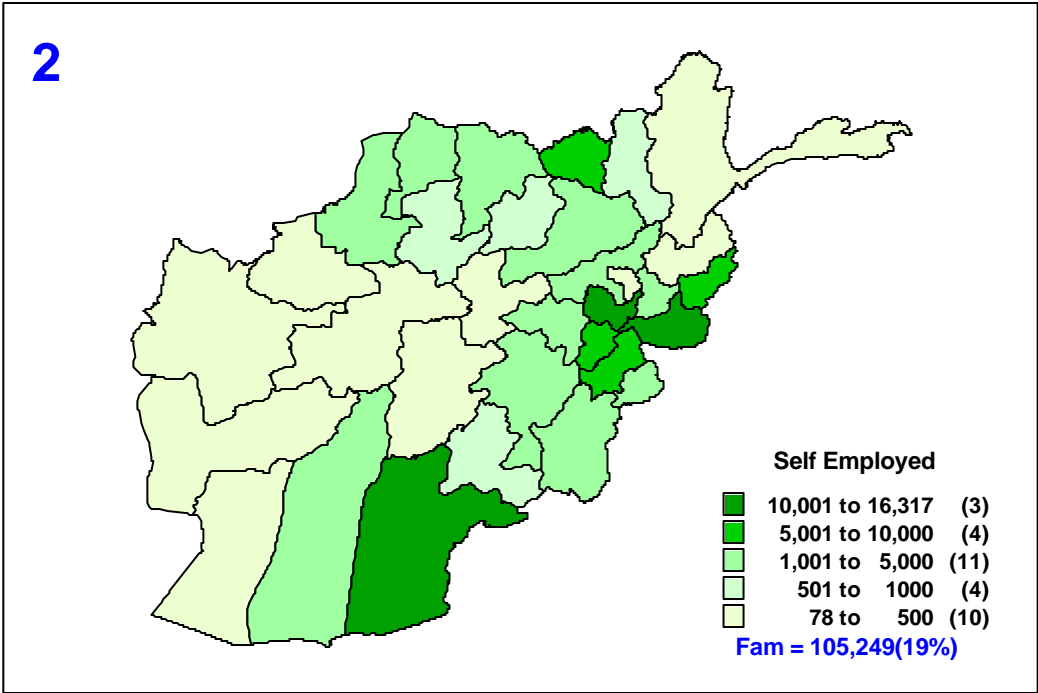 2
Self Employed
10,001 to 16,317 (3)
5,001 to 10,000 (4)
1,001 to 5,000 (11)
501 to 1000 (4)
78 to 500 (10)
Fam = 105,249(19%)